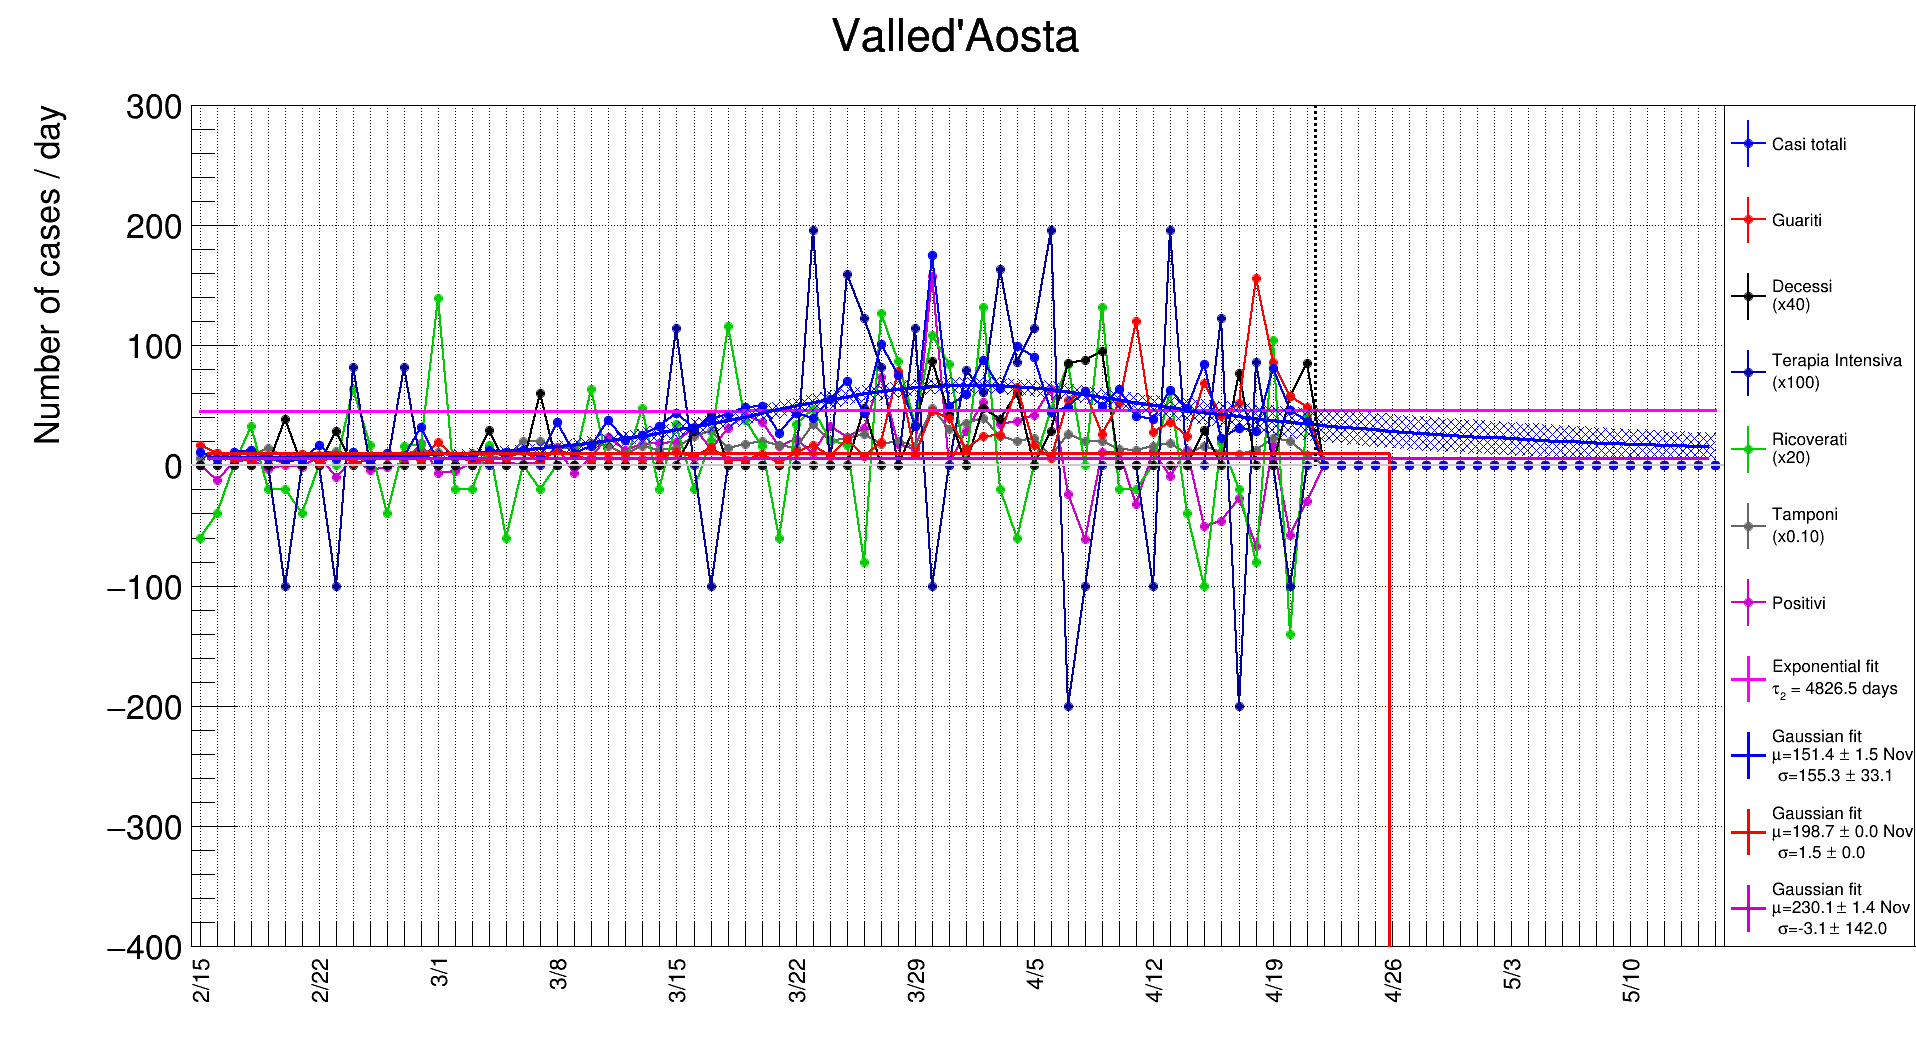 Valled'Aosta
Number of cases / day
300
200
100
0
−100
−200
−300
−400
2/15
2/22
3/1
3/8
3/15
3/22
3/29
4/5
4/12
4/19
4/26
5/3
5/10
Casi totali
Guariti
Decessi
(x40)
Terapia Intensiva
(x100)
Ricoverati
(x20)
Tamponi
(x0.10)
Positivi
Exponential fit
τ2 = 4826.5 days
Gaussian fit
μ=151.4 ± 1.5 Nov
σ=155.3 ± 33.1
Gaussian fit
μ=198.7 ± 0.0 Nov
σ=1.5 ± 0.0
Gaussian fit
μ=230.1 ± 1.4 Nov
σ=-3.1 ± 142.0